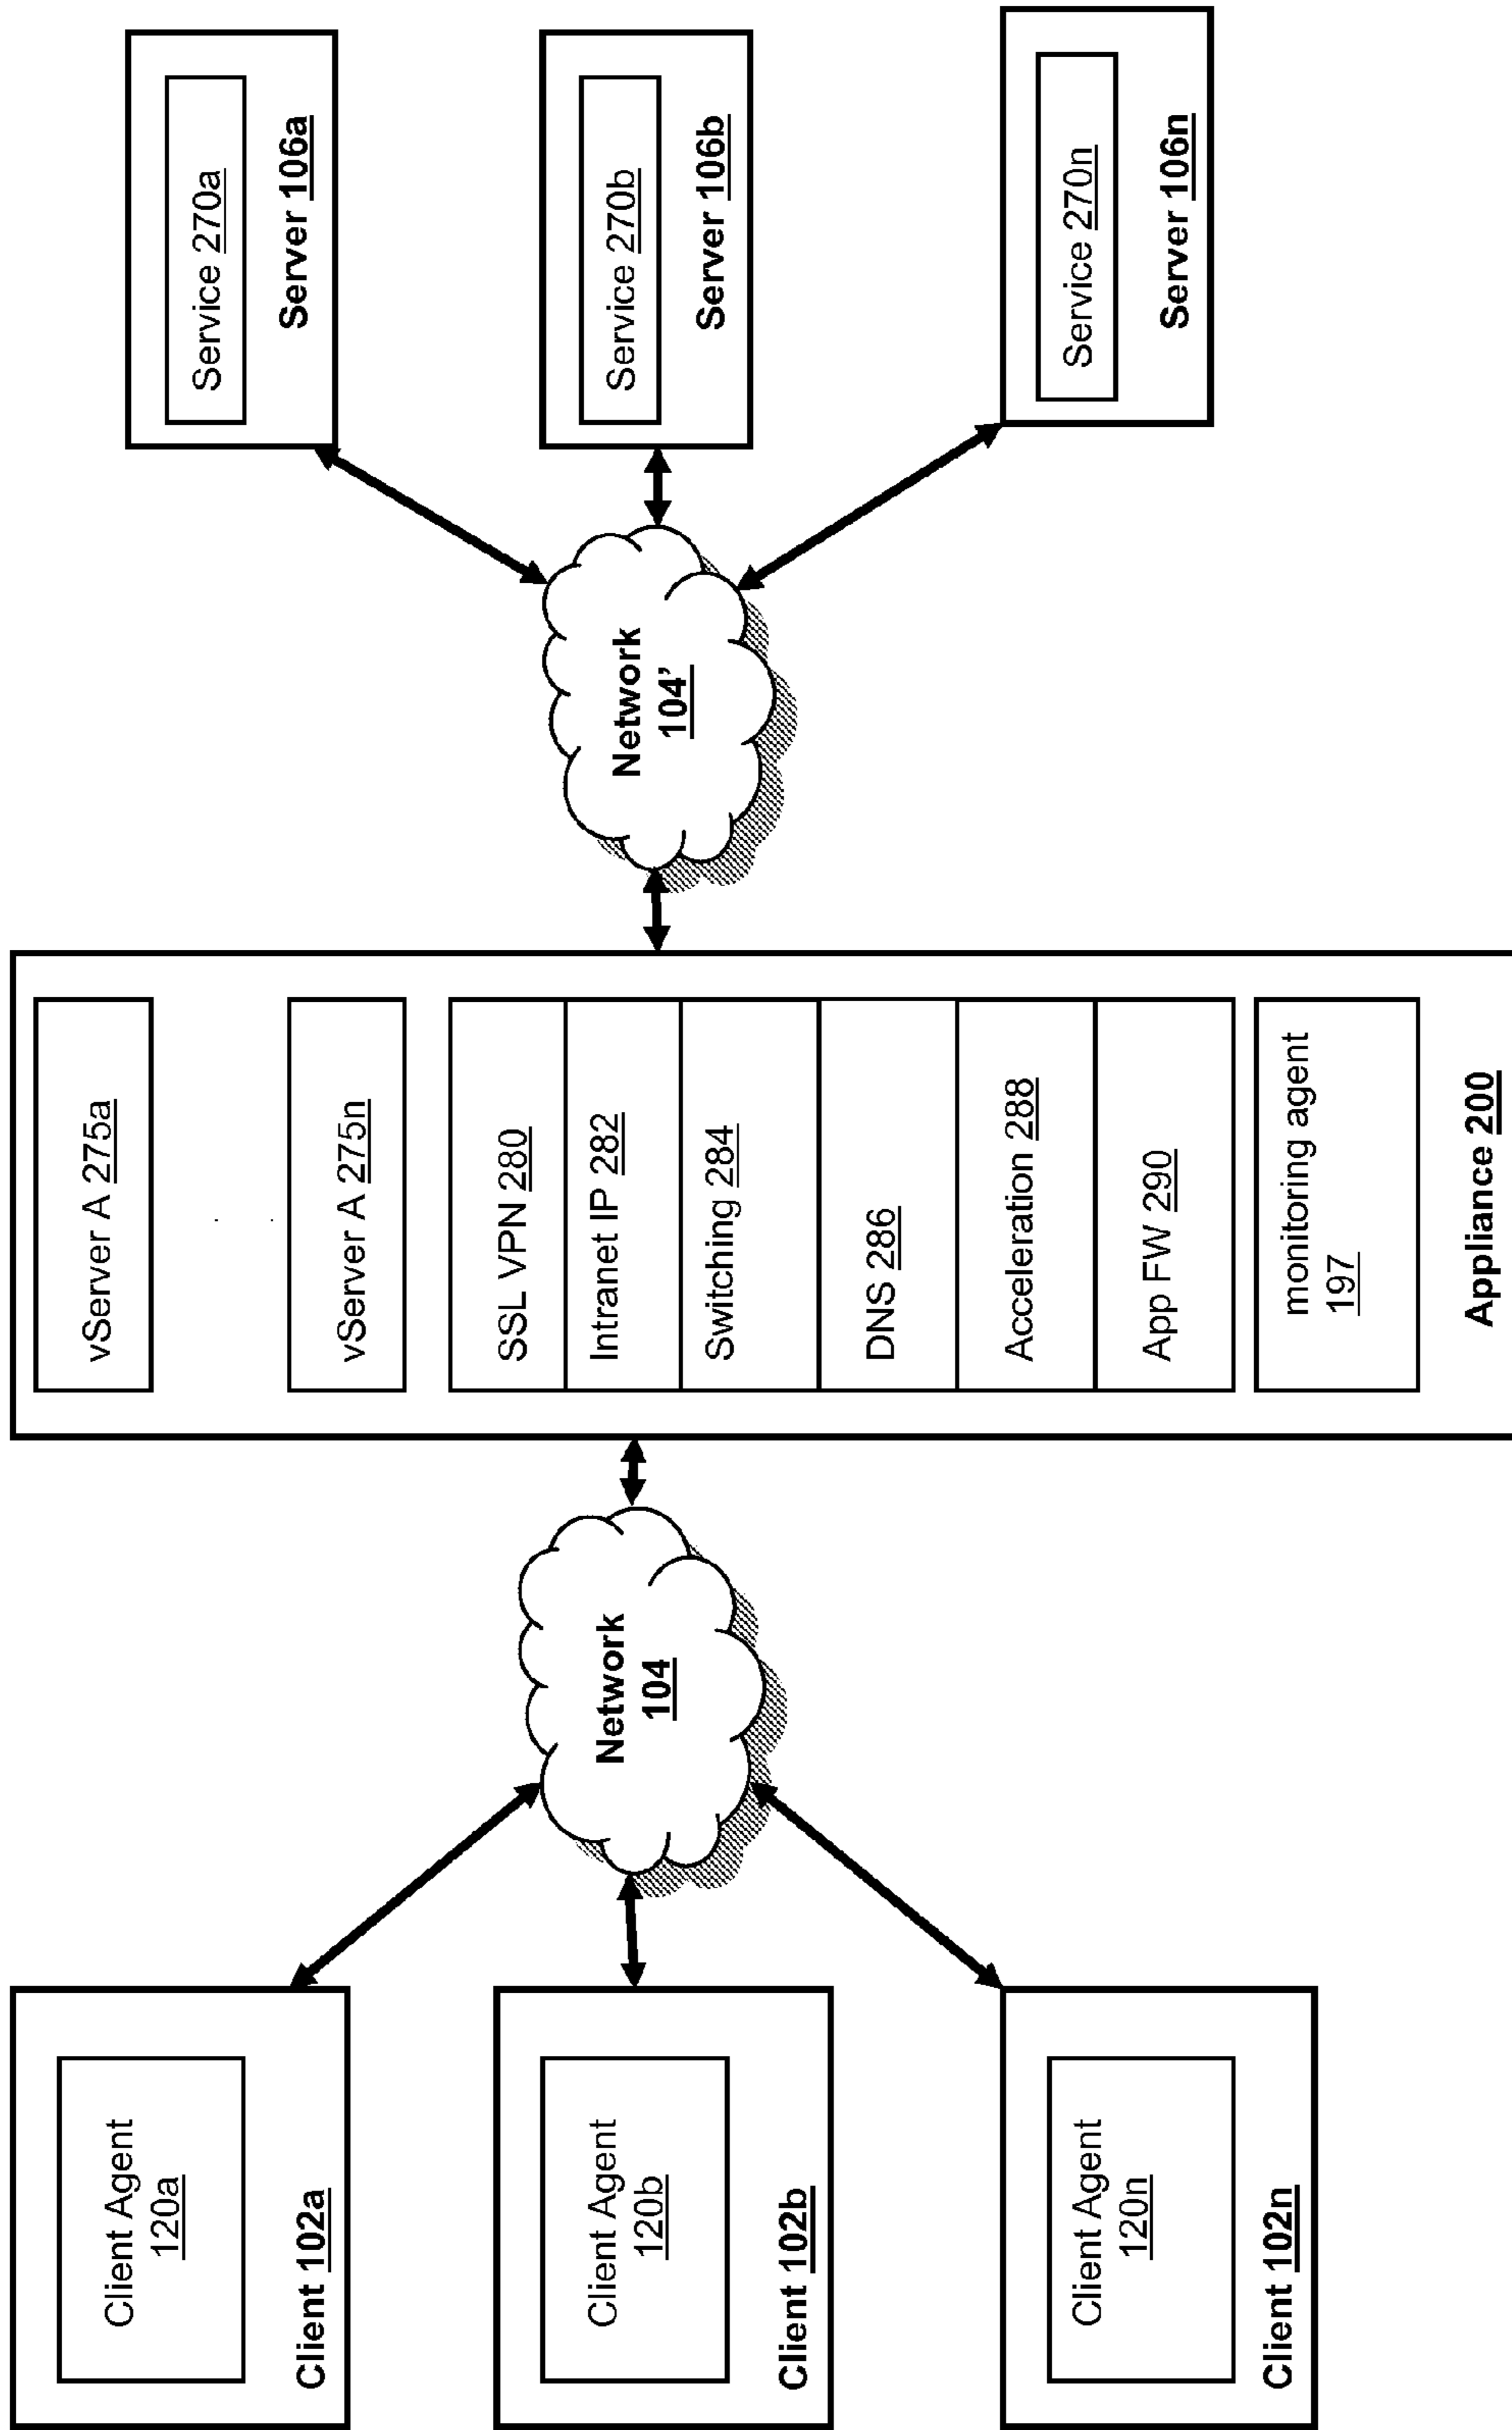 Client Agent
120a
Client 102a
Client Agent
120b
Client 102b
Client Agent
120n
Client 102n
Network
104
vServer A 275a
vServer A 275n
SSL VPN 280
Intranet IP 282
Switching 284
DNS 286
Acceleration 288
App FW 290
monitoring agent
197
Appliance 200
Network
104'
Service 270a
Server 106a
Service 270b
Server 106b
Service 270n
Server 106n